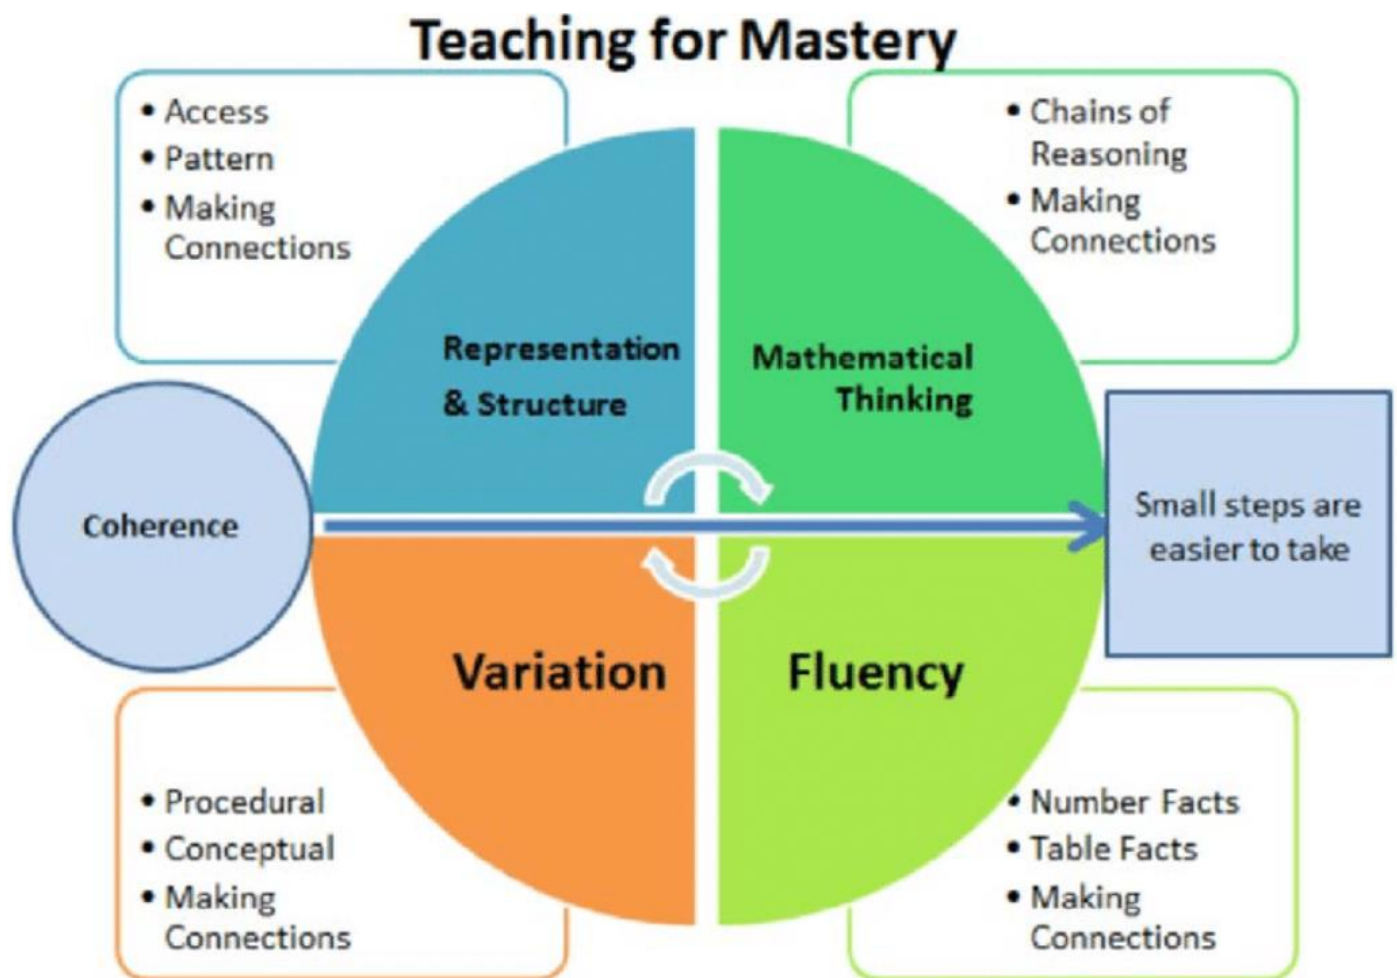 Teaching for Mastery
• Access
• Pattern
• Making
Connections
• Chains of
Reasoning
• Making
Connections
Representation
& Structure
Mathematical
Thinking
Coherence
Small steps are
easier to take
Variation
Fluency
• Procedural
• Conceptual
• Making
Connections
• Number Facts
• Table Facts
• Making
Connections